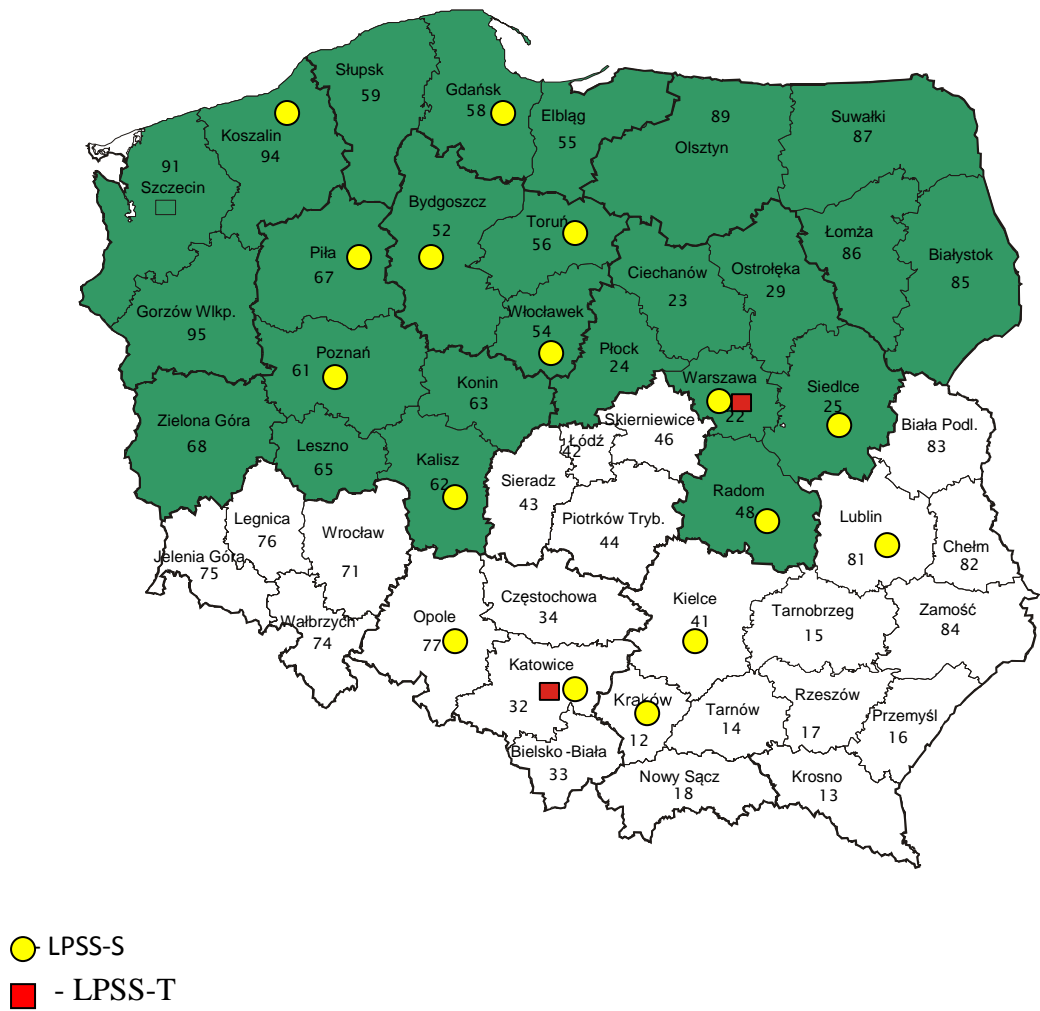 Słupsk
59
Gdańsk
58
Elbląg
55
89
Olsztyn
Suwałki
87
Koszalin
94
91
Szczecin
Bydgoszcz
52
Toruń
56
Łomża
86
Białystok
85
Piła
67
Ciechanów
23
Ostrołęka
29
Gorzów Wlkp.
95
Włocławek
54
Poznań
61
Płock
24
Konin
63
Warszawa
22
Siedlce
25
Zielona Góra
68
Leszno
65
Kalisz
62
Skierniewice
46
Łódź
42
Biała Podl.
83
Sieradz
43
Radom
48
Legnica
76
Wrocław
71
Piotrków Tryb.
44
Lublin
81
Chełm
82
Jelenia Góra
75
0
Częstochowa
34
Kielce
41
Tarnobrzeg
15
Zamość
84
Wałbrzych
74
Opole
77
Katowice
32
Kraków
12
Tarnów
14
Rzeszów
17
Przemyśl
16
Bielsko -Biała
33
Nowy Sącz
18
Krosno
13
- LPSS-S
- LPSS-T